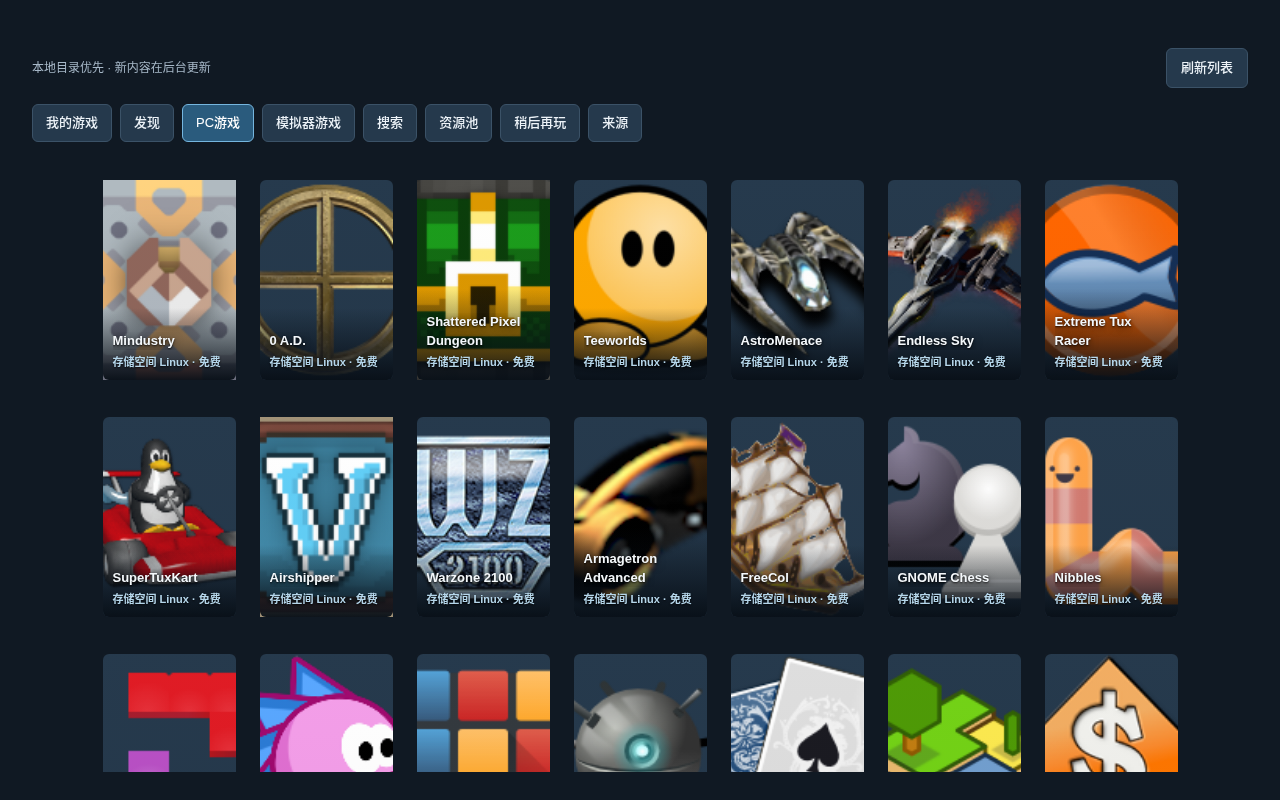 本地目录优先 · 新内容在后台更新
刷新列表
我的游戏
发现
PC游戏
模拟器游戏
搜索
资源池
稍后再玩
来源
Mindustry
存储空间 Linux · 免费
0 A.D.
存储空间 Linux · 免费
Shattered Pixel
Dungeon
存储空间 Linux · 免费
Teeworlds
存储空间 Linux · 免费
AstroMenace
存储空间 Linux · 免费
Endless Sky
存储空间 Linux · 免费
Extreme Tux
Racer
存储空间 Linux · 免费
SuperTuxKart
存储空间 Linux · 免费
V
Airshipper
存储空间 Linux · 免费
WZ
2100
Warzone 2100
存储空间 Linux · 免费
Armagetron
Advanced
存储空间 Linux · 免费
FreeCol
存储空间 Linux · 免费
GNOME Chess
存储空间 Linux · 免费
Nibbles
存储空间 Linux · 免费
$